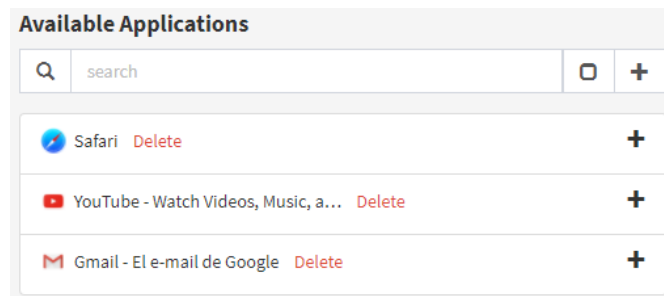 Available Applications
search
Safari Delete
YouTube - Watch Videos, Music, a... Delete
Gmail - El e-mail de Google Delete